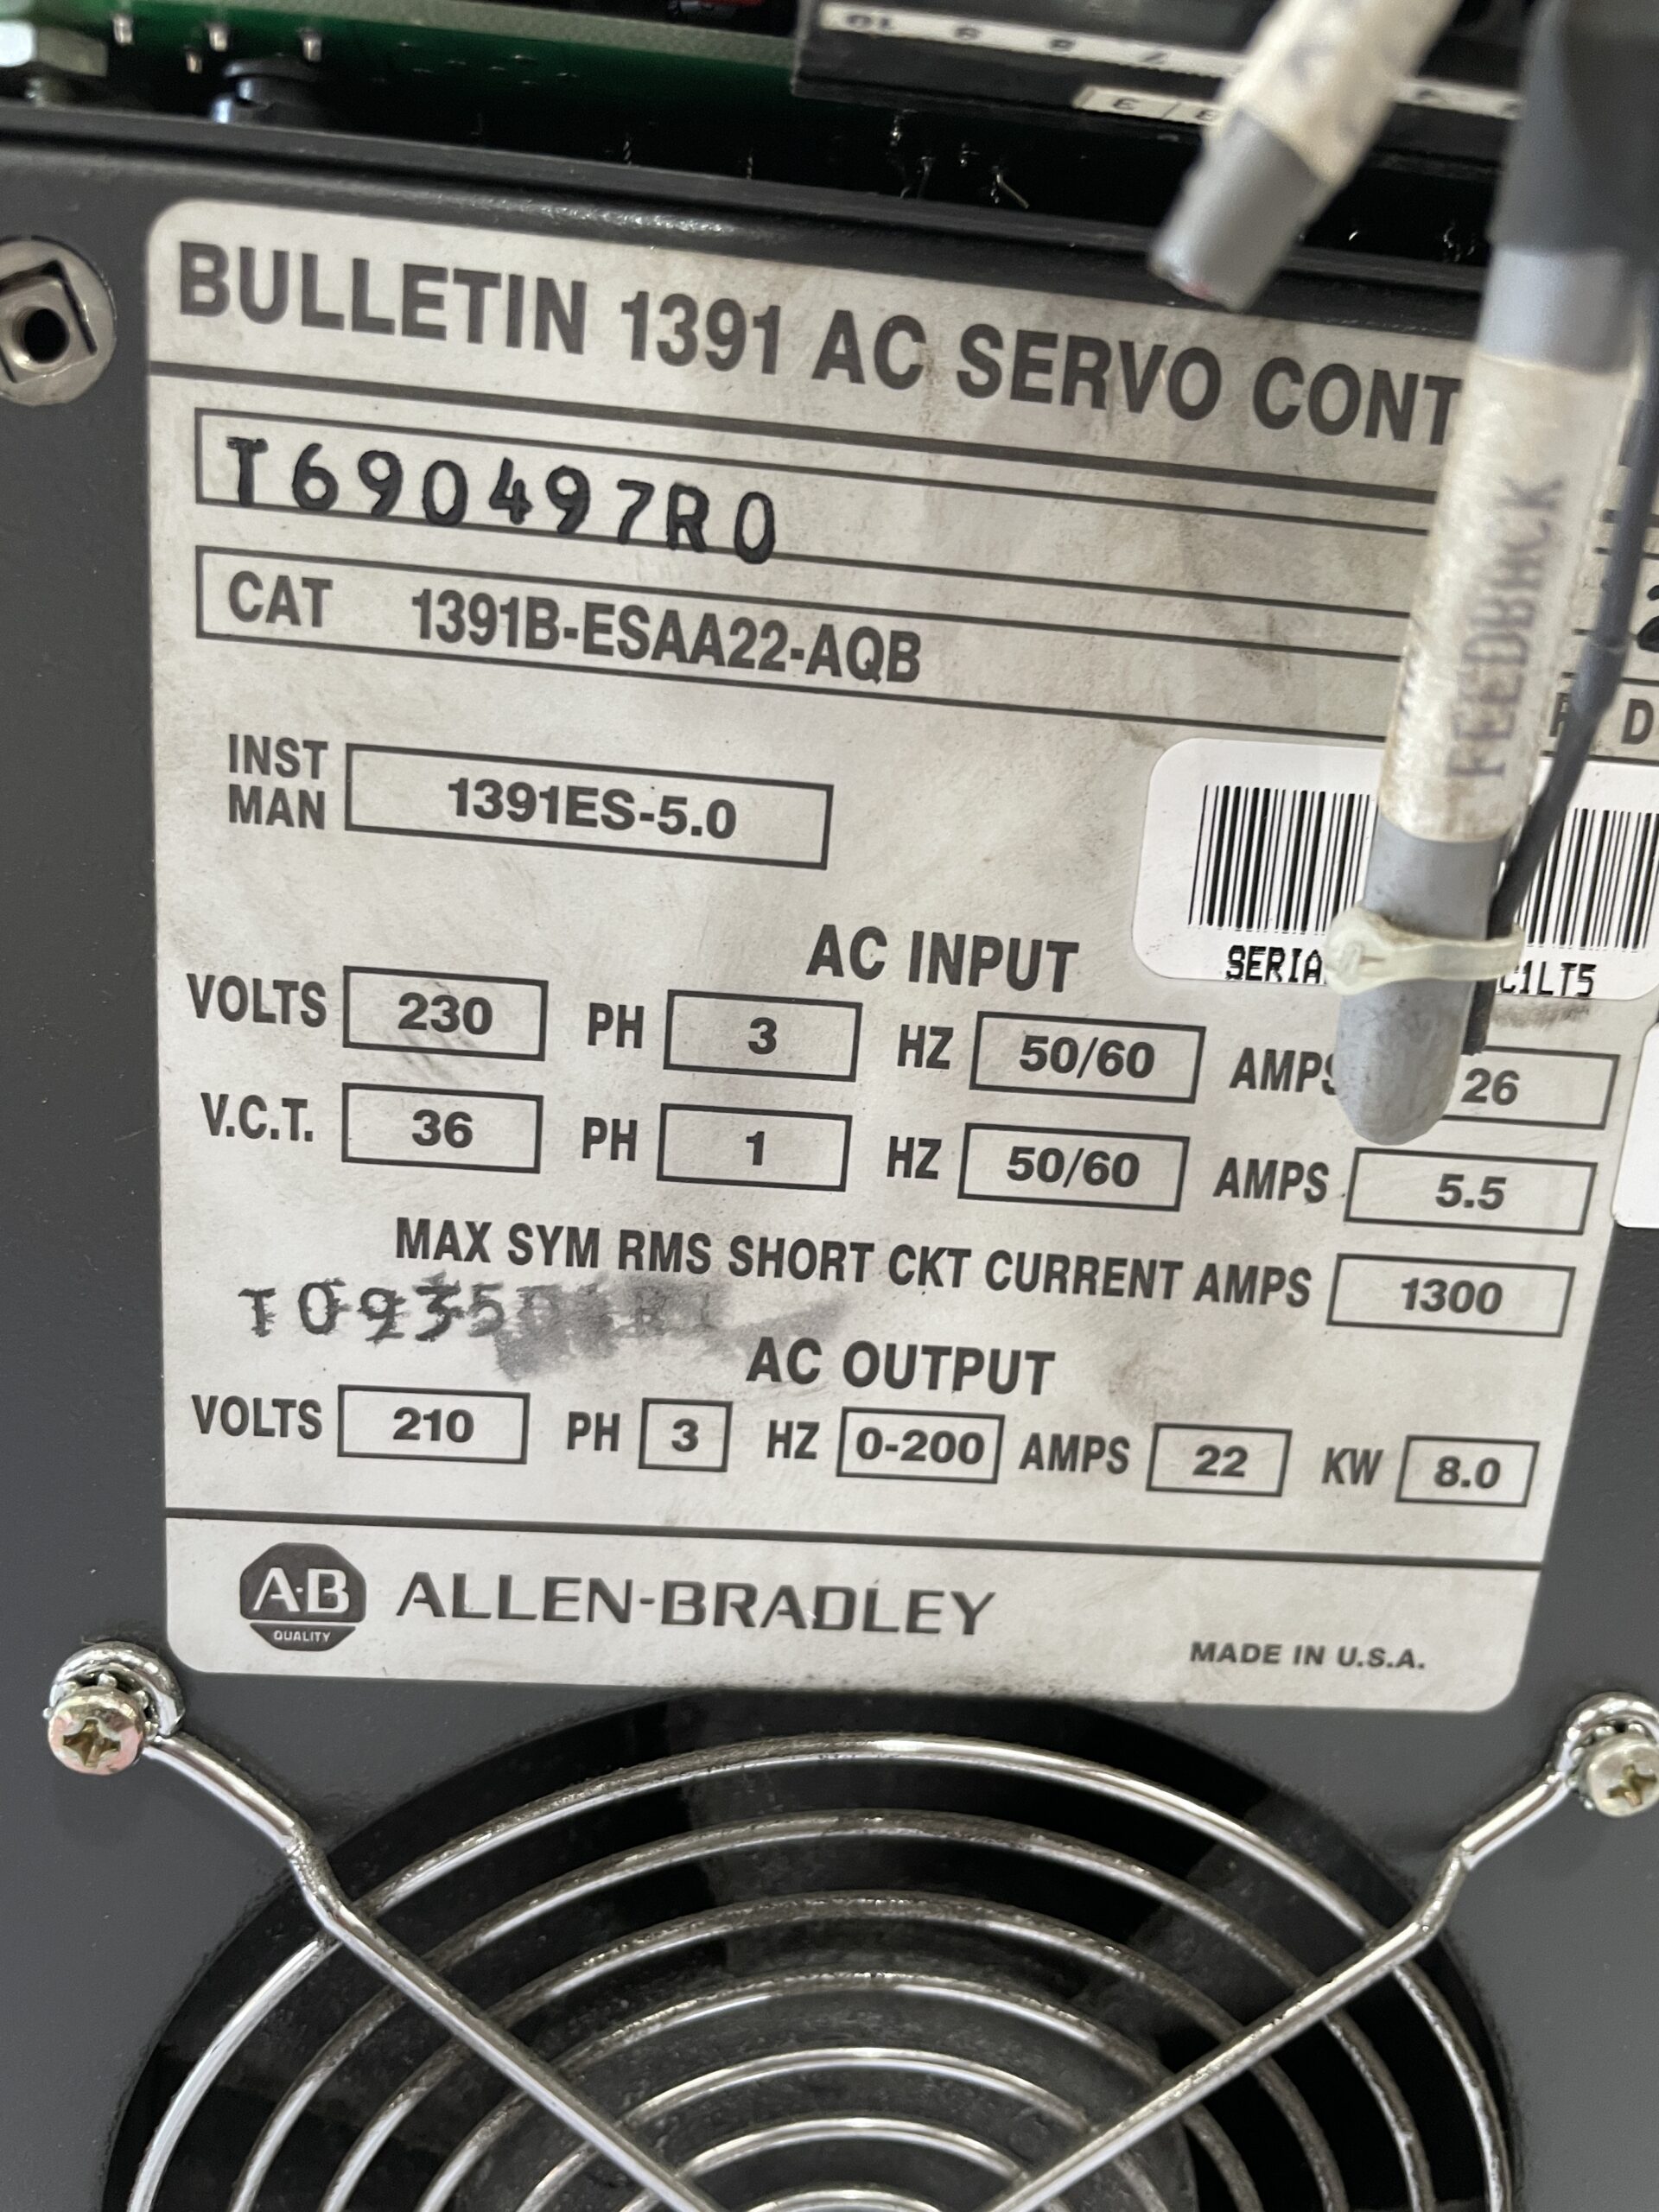 BULLETIN 1391 AC SERVO CONT
T690497R0
CAT 1391B-ESAA22-AQB
D
INST MAN 1391ES-5.0
FEEDBACK
AC INPUT
SERIA C1LT5
VOLTS 230 PH 3 HZ 50/60 AMPS 26
V.C.T. 36 PH 1 HZ 50/60 AMPS 5.5
MAX SYM RMS SHORT CKT CURRENT AMPS 1300
AC OUTPUT
VOLTS 210 PH 3 HZ 0-200 AMPS 22 KW 8.0
A-B QUALITY ALLEN-BRADLEY
MADE IN U.S.A.